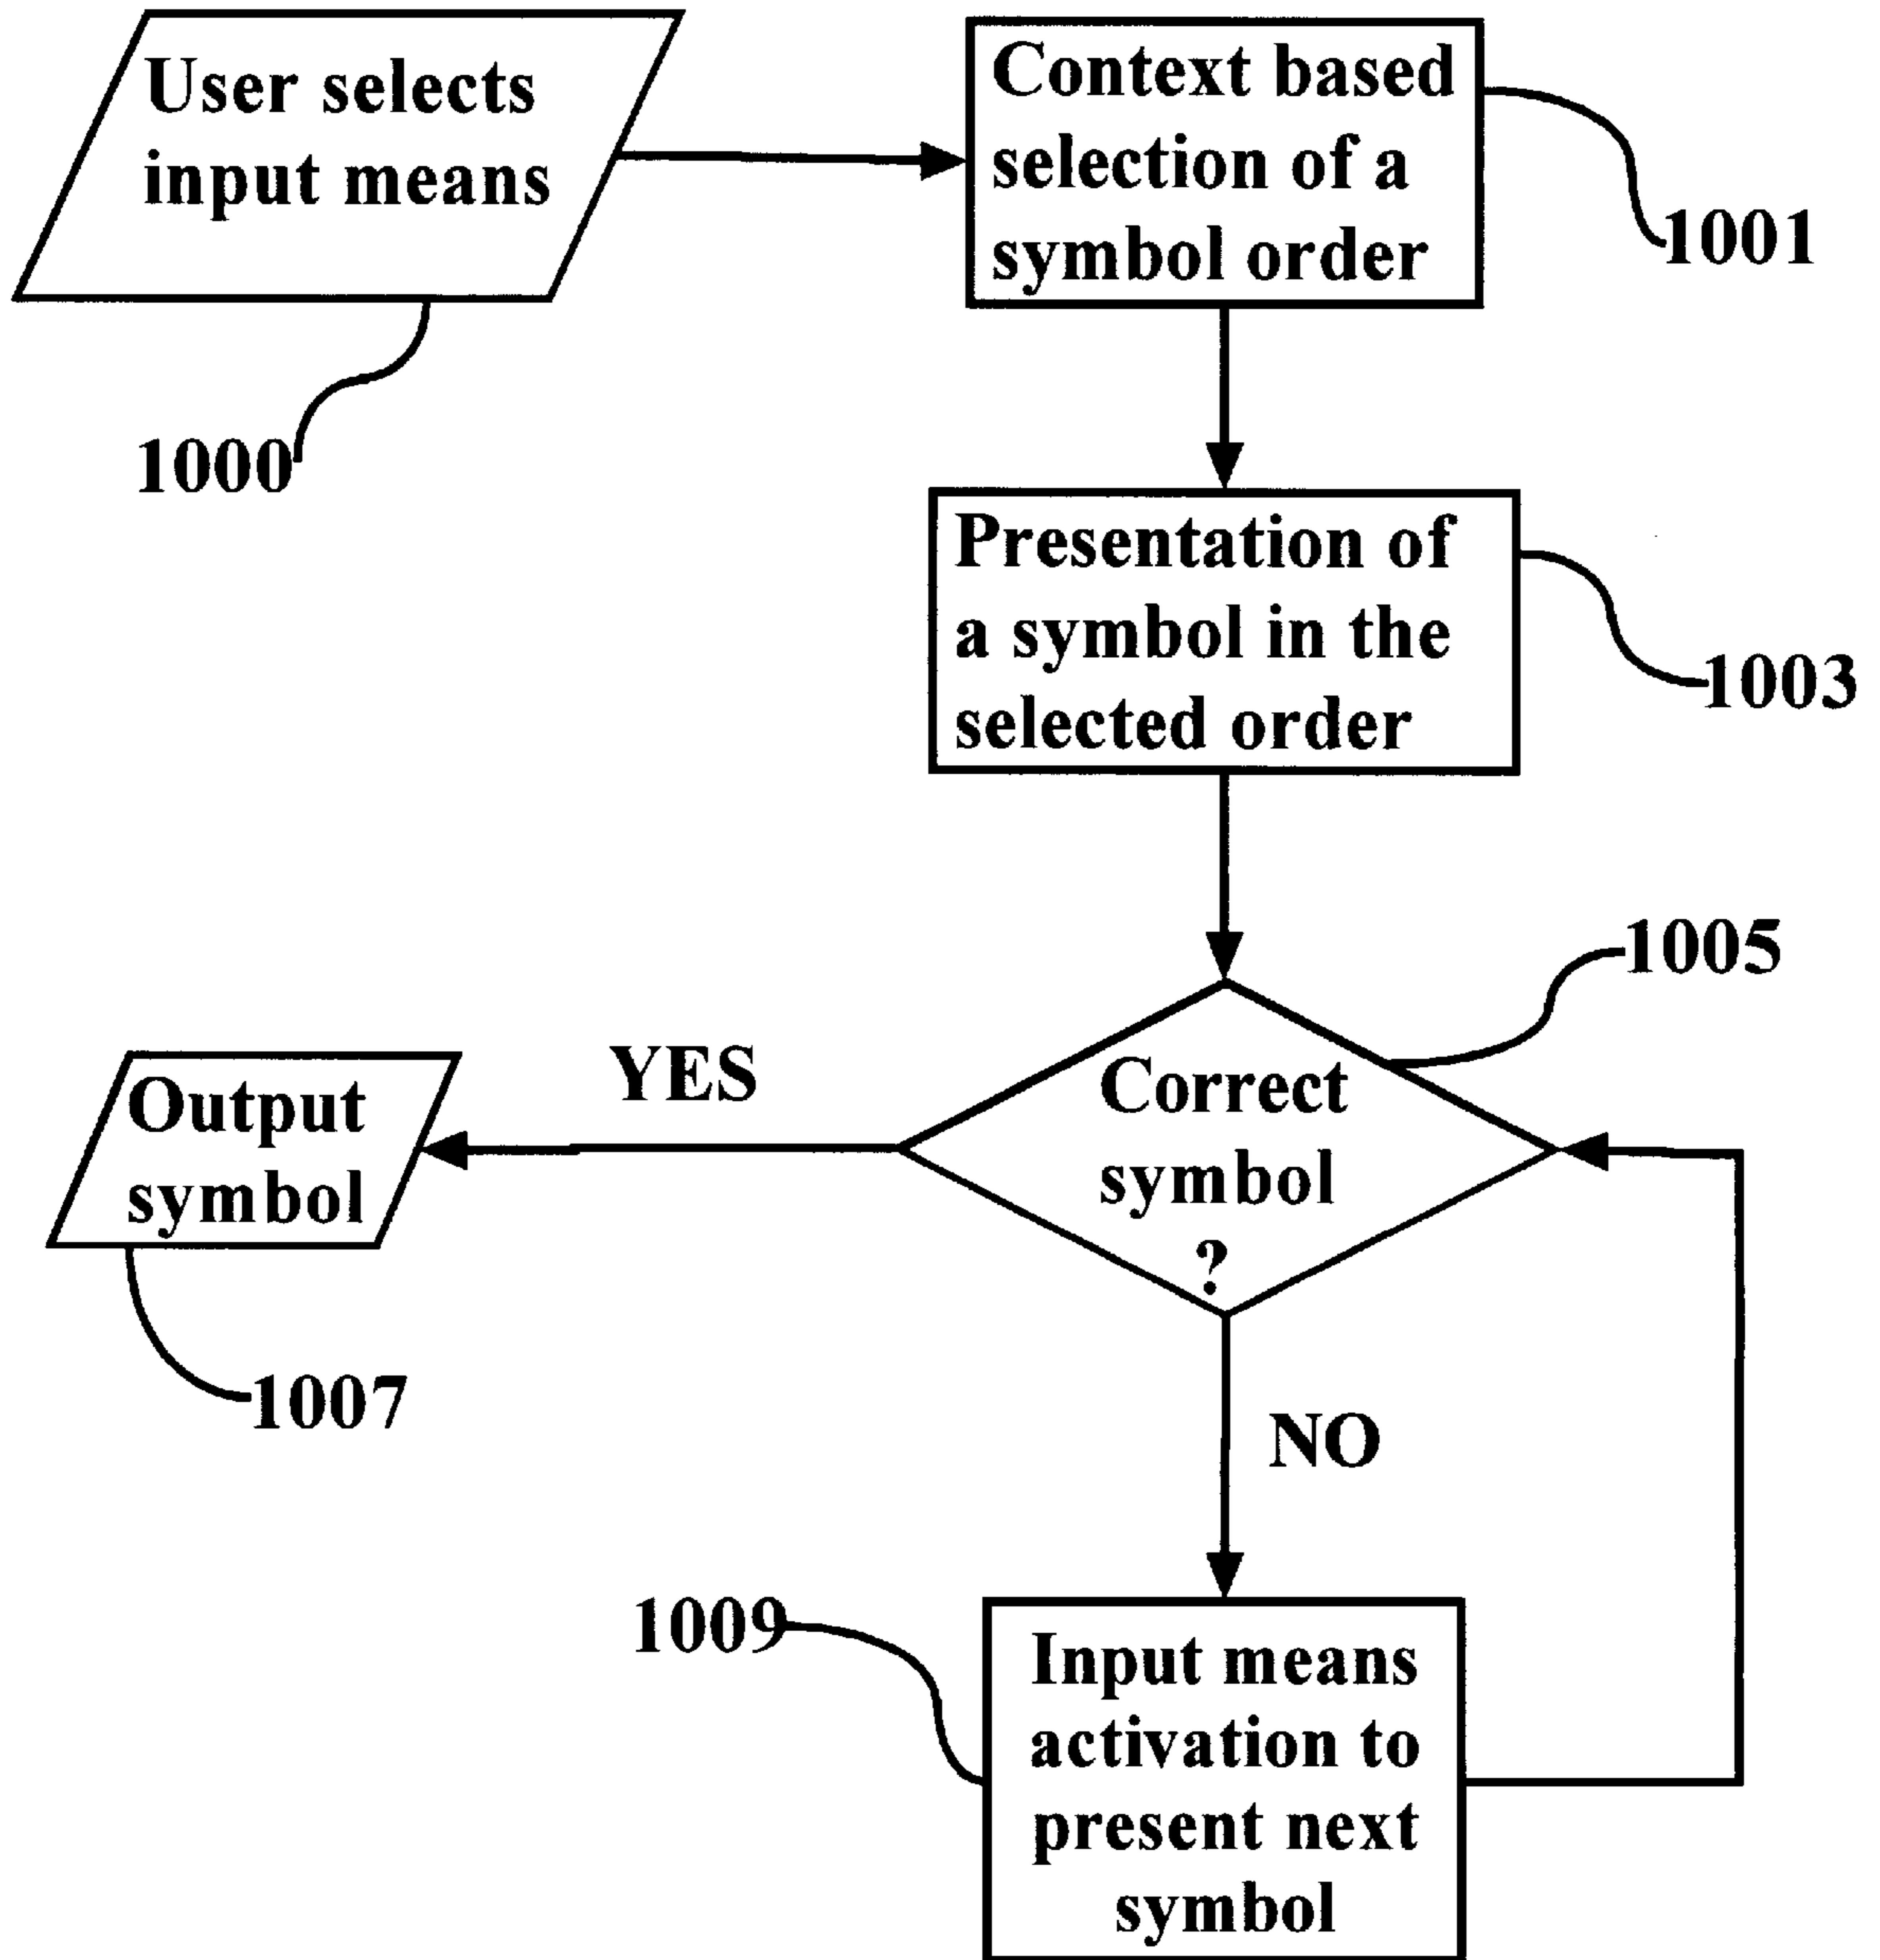 User selects
input means
1000
Context based
selection of a
symbol order
1001
Presentation of
a symbol in the
selected order
1003
Correct
symbol
?
1005
YES
Output
symbol
1007
NO
Input means
activation to
present next
symbol
1009